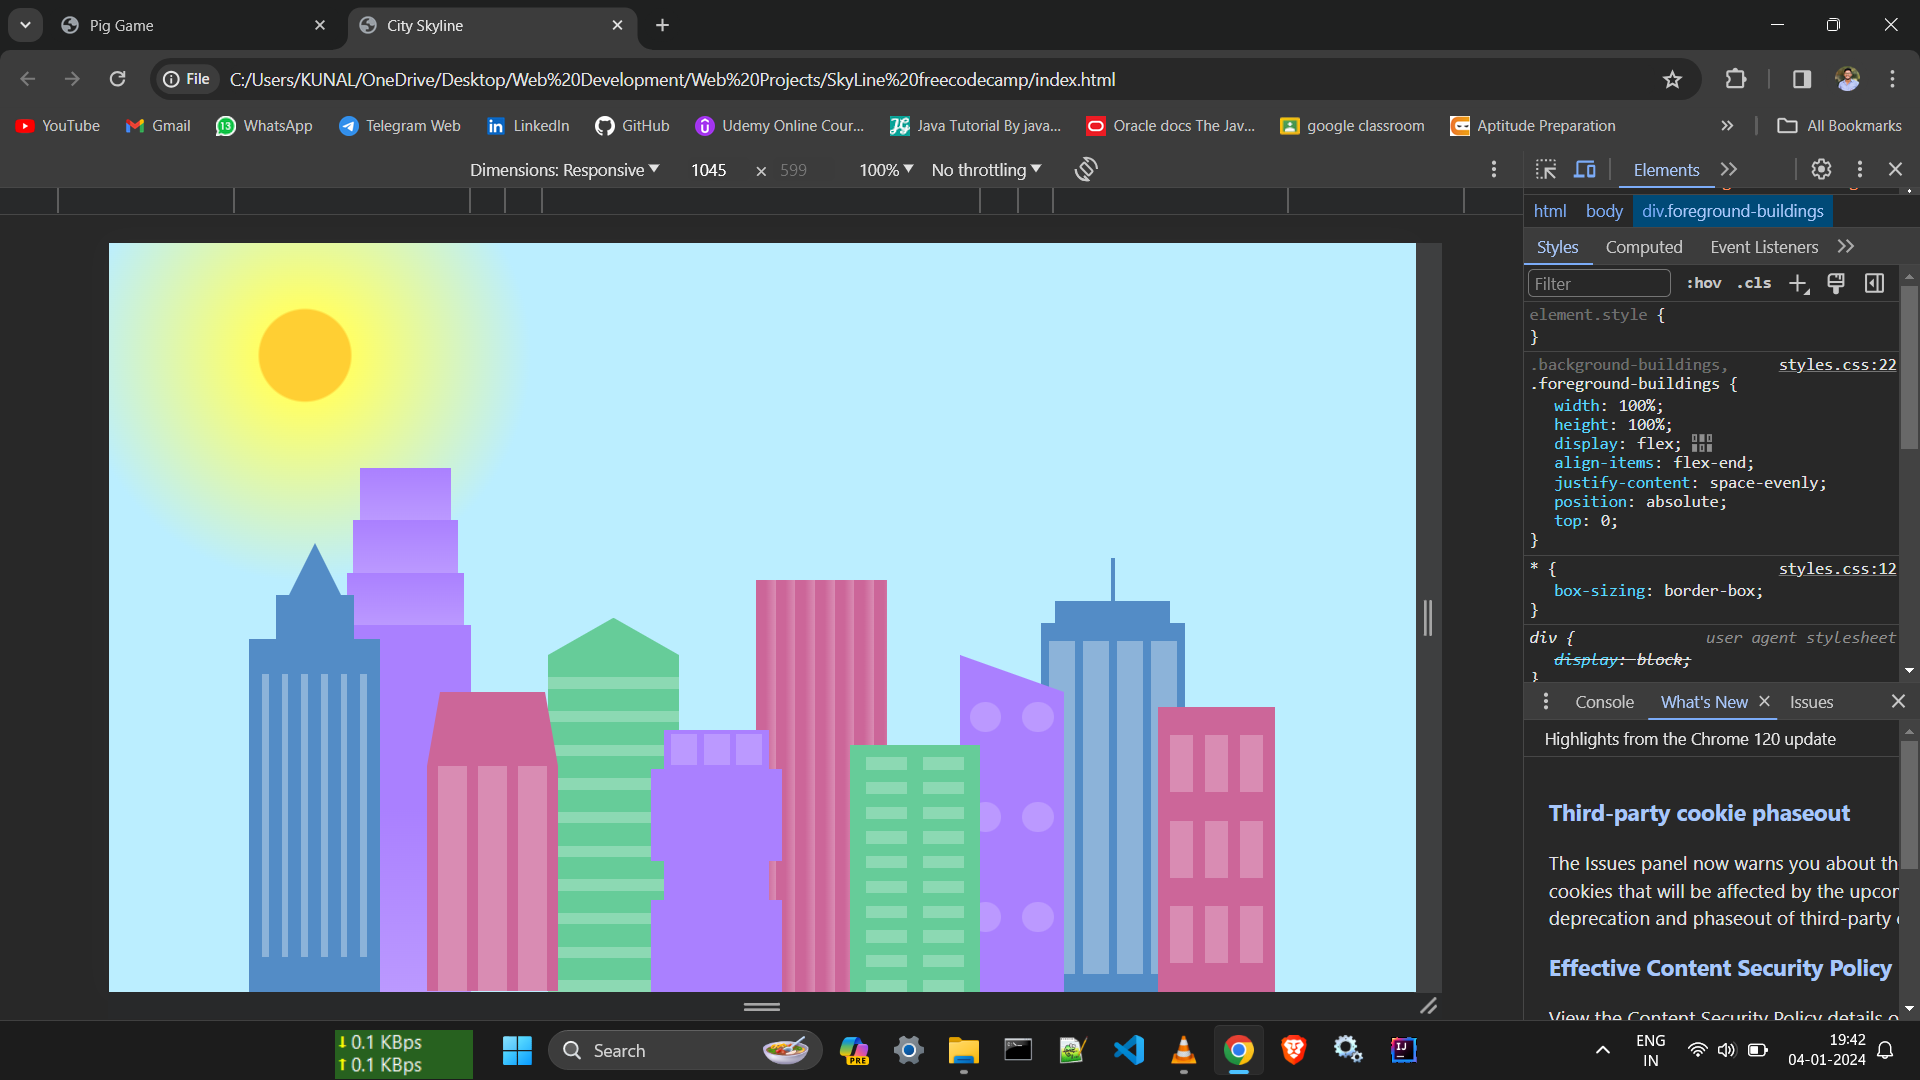 Pig Game
City Skyline
File
C:/Users/KUNAL/OneDrive/Desktop/Web%20Development/Web%20Projects/SkyLine%20freecodecamp/index.html
YouTube
Gmail
13
WhatsApp
Telegram Web
LinkedIn
GitHub
Udemy Online Cour...
Java Tutorial By java...
Oracle docs The Jav...
google classroom
Aptitude Preparation
All Bookmarks
Dimensions: Responsive
1045
×
599
100%
No throttling
Elements
html
body
div.foreground-buildings
Styles
Computed
Event Listeners
Filter
:hov
.cls
element.style {
}
.background-buildings,
styles.css:22
.foreground-buildings {
width: 100%;
height: 100%;
display: flex;
align-items: flex-end;
justify-content: space-evenly;
position: absolute;
top: 0;
}
* {
styles.css:12
box-sizing: border-box;
}
div {
user agent stylesheet
display: block;
}
Console
What's New
Issues
Highlights from the Chrome 120 update
Third-party cookie phaseout
The Issues panel now warns you about th
cookies that will be affected by the upcor
deprecation and phaseout of third-party
Effective Content Security Policy
View the Content Security Policy details o
0.1 KBps
0.1 KBps
Search
PRE
IJ
ENG
IN
19:42
04-01-2024